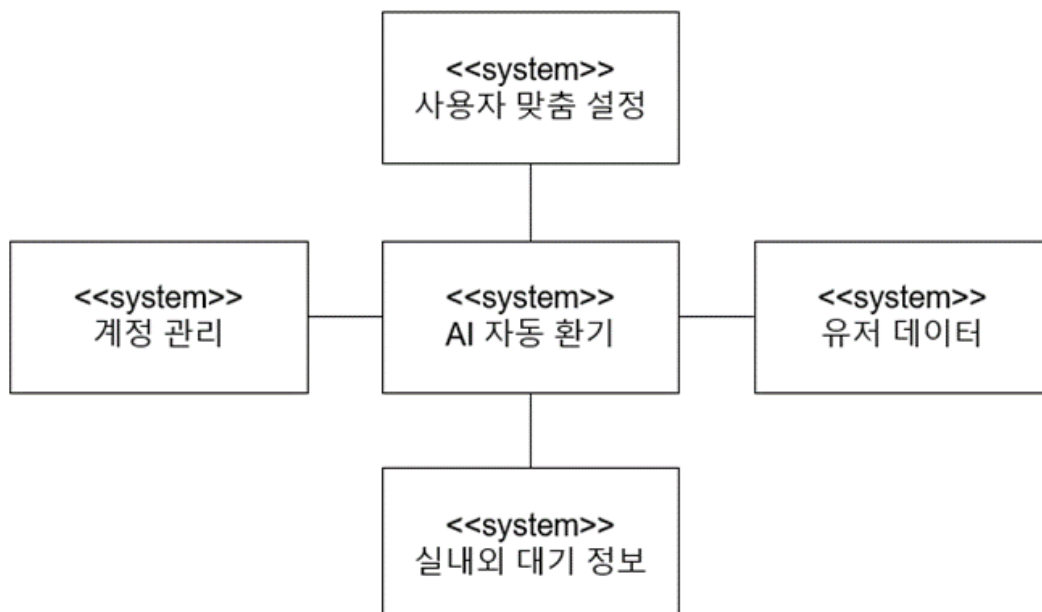 <<system>>
사용자 맞춤 설정
<<system>>
계정 관리
<<system>>
AI 자동 환기
<<system>>
유저 데이터
<<system>>
실내외 대기 정보